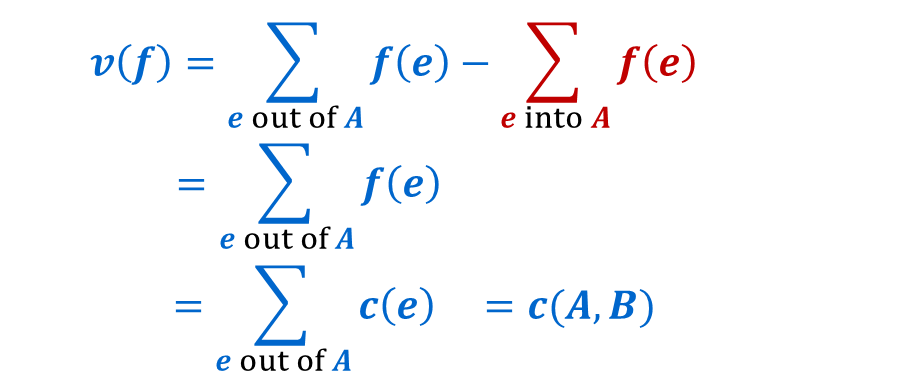 v(f) = ∑ f(e) − ∑ f(e)
e out of A e into A
= ∑ f(e)
e out of A
= ∑ c(e) = c(A, B)
e out of A